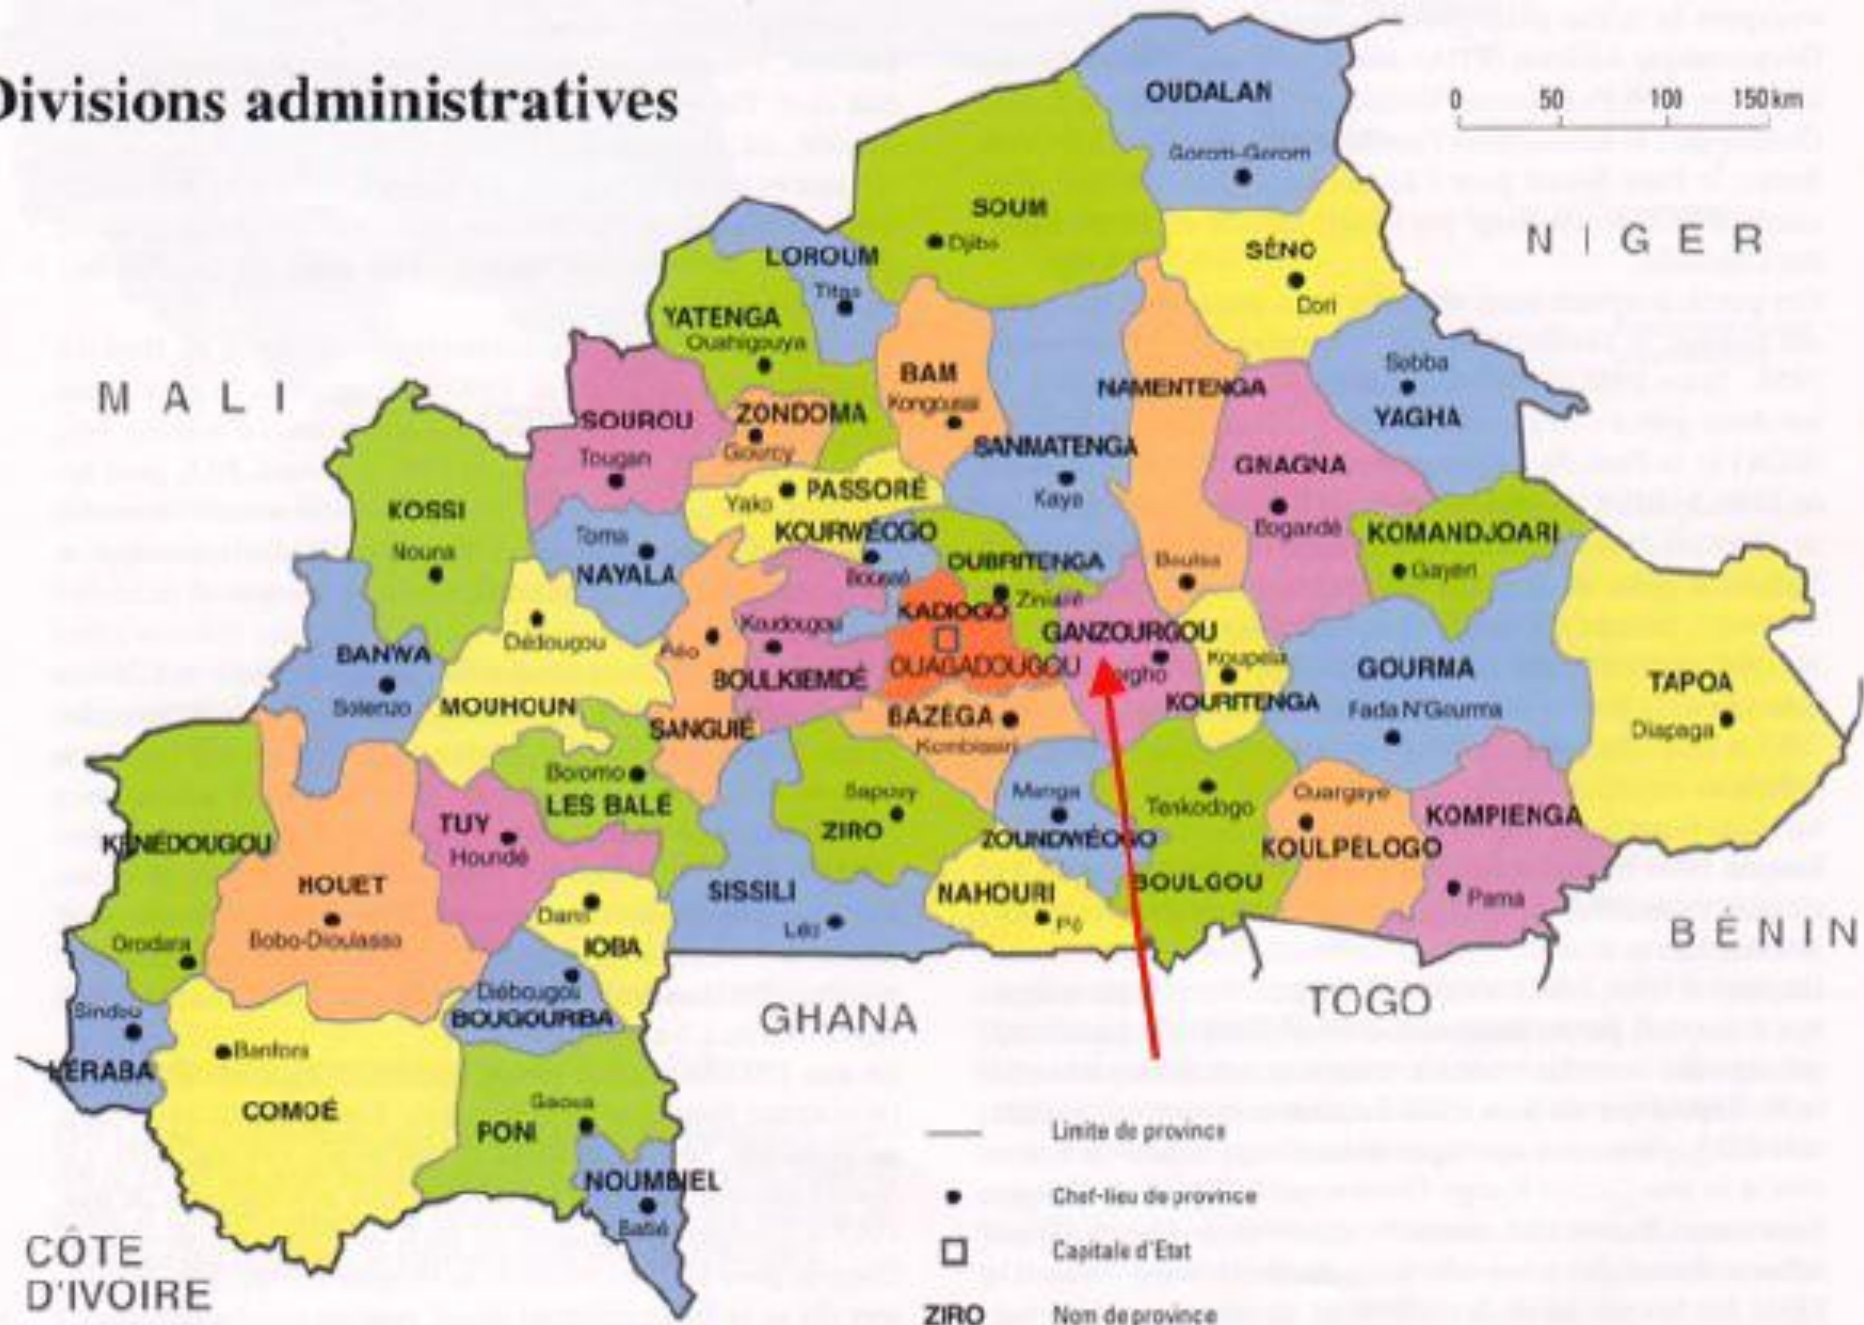 Divisions administratives
0 50 100 150 km
OUDALAN
Gorom-Gorom
SOUM
Djibo
NIGER
SÉNO
Dori
LOROUM
Titao
YATENGA
Ouahigouya
Sebba
YAGHA
BAM
Kongoussi
NAMENTENGA
MALI
SOUROU
Tougan
ZONDOMA
Gourcy
SANMATENGA
Kaya
GNAGNA
Bogandé
PASSORÉ
Yako
KOSSI
Nouna
KOURWÉOGO
Boussé
KOMANDJOARI
Gayéri
Toma
NAYALA
OUBRITENGA
Ziniaré
Boulsa
KADIOGO
OUAGADOUGOU
Dédougou
MOUHOUN
Koudougou
BOULKIEMDÉ
Réo
SANGUIÉ
GANZOURGOU
Koupéla
KOURITENGA
BANWA
Solenzo
GOURMA
Fada N'Gourma
TAPOA
Diapaga
BAZEGA
Kombissiri
Boromo
LES BALÉ
Sapouy
ZIRO
Manga
ZOUNDWÉOGO
Tenkodogo
BOULGOU
Ouargaye
KOULPELOGO
KOMPIENGA
Pama
KENEDOUGOU
Orodara
TUY
Houndé
HOUET
Bobo-Dioulasso
SISSILI
Léo
NAHOURI
Pô
Dano
IOBA
BÉNIN
Diébougou
BOUGOURIBA
GHANA
TOGO
Sindou
LERABA
Banfora
COMOÉ
Gaoua
PONI
NOUMBIEL
Batié
CÔTE
D'IVOIRE
Limite de province
Chef-lieu de province
Capitale d'Etat
ZIRO Nom de province